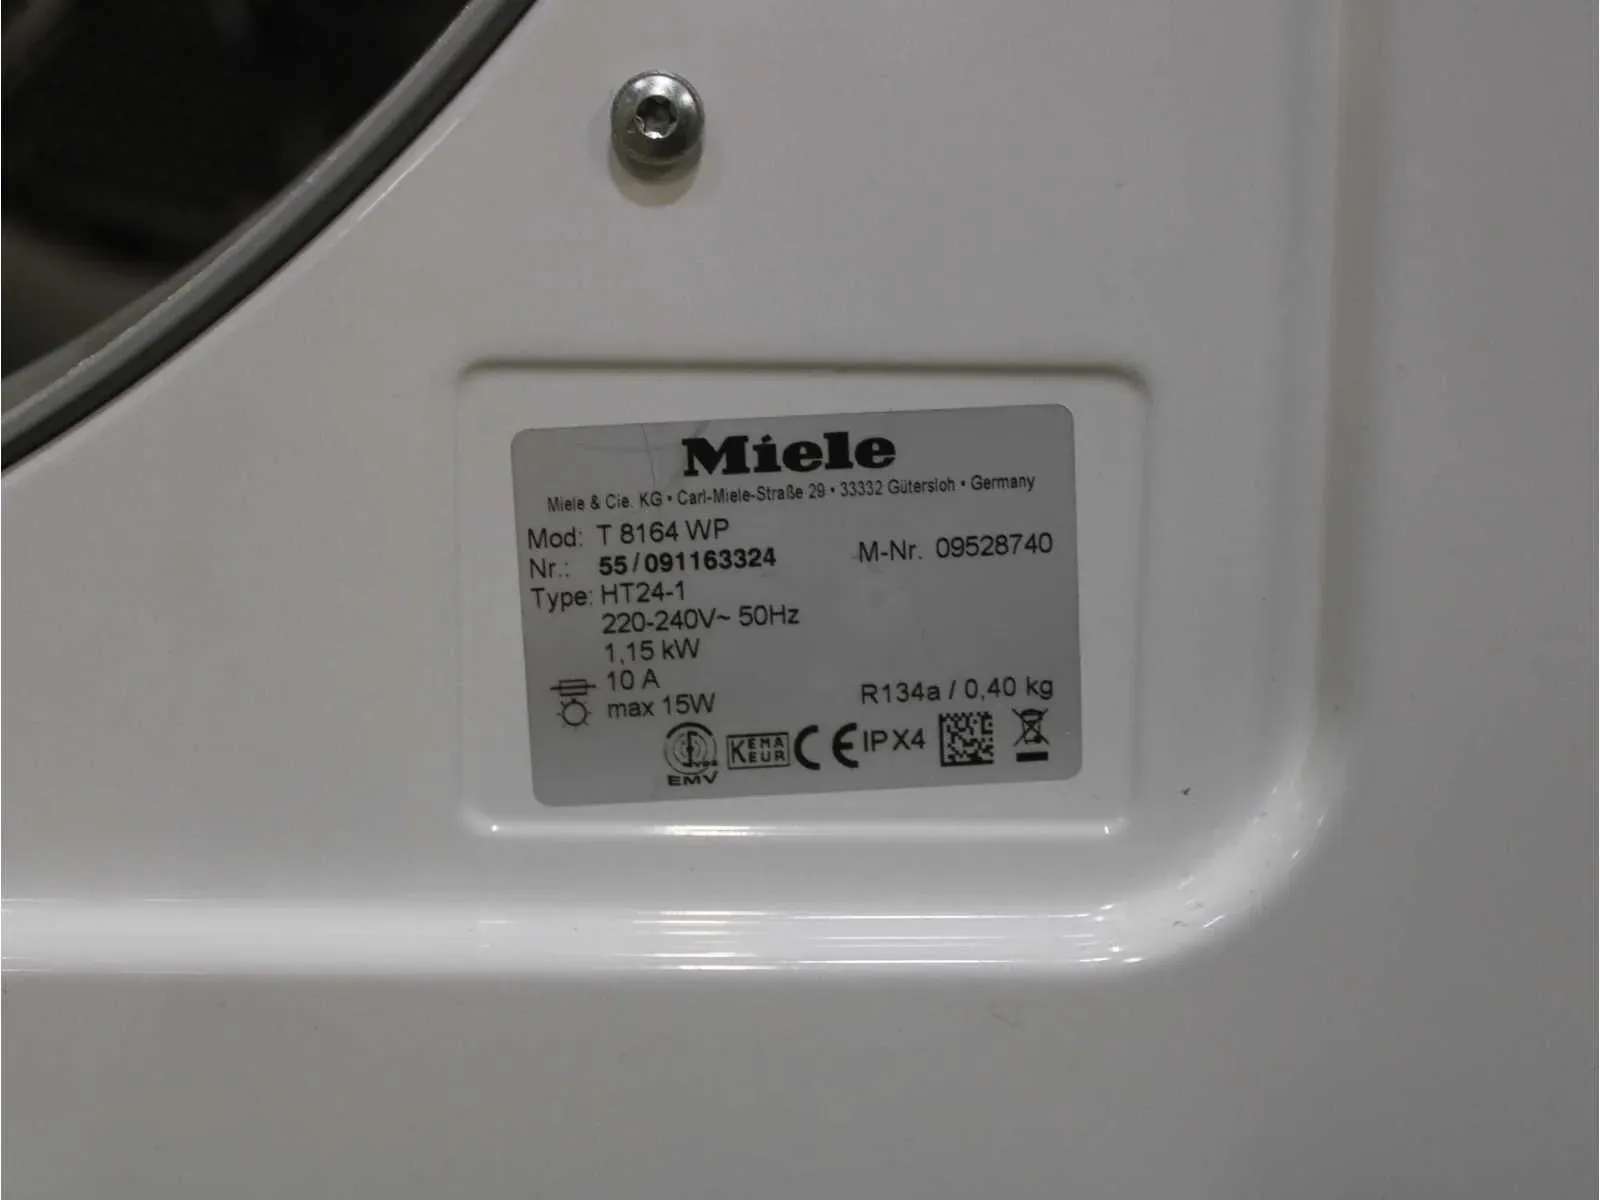 Miele
Miele & Cie. KG • Carl-Miele-Straße 29 • 33332 Gütersloh • Germany
Mod: T 8164 WP
Nr.: 55/091163324 M-Nr. 09528740
Type: HT24-1
220-240V~ 50Hz
1,15 kW
10 A
max 15W R134a / 0,40 kg
EMV KEMA EUR CE IPX4